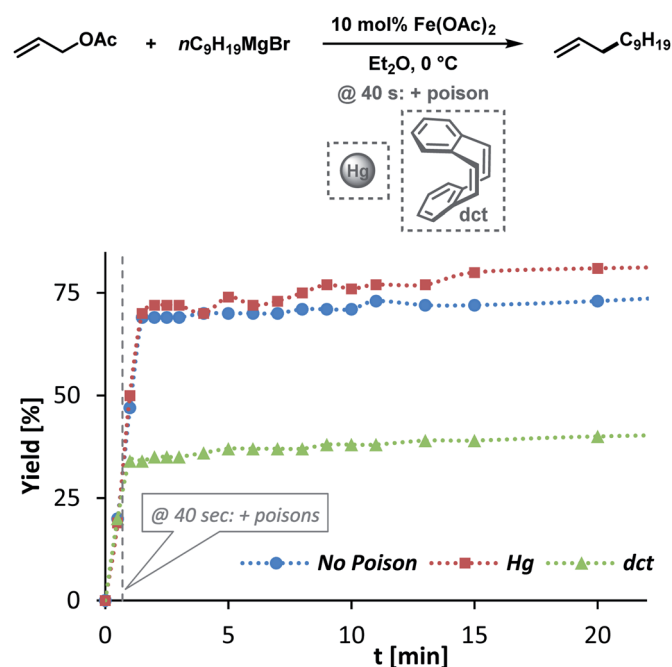 OAc + nC₉H₁₉MgBr 10 mol% Fe(OAc)₂ C₉H₁₉
Et₂O, 0 °C
@ 40 s: + poison
Hg
dct
75
50
25
0
Yield [%]
@ 40 sec: + poisons
No Poison Hg dct
0 5 10 15 20
t [min]